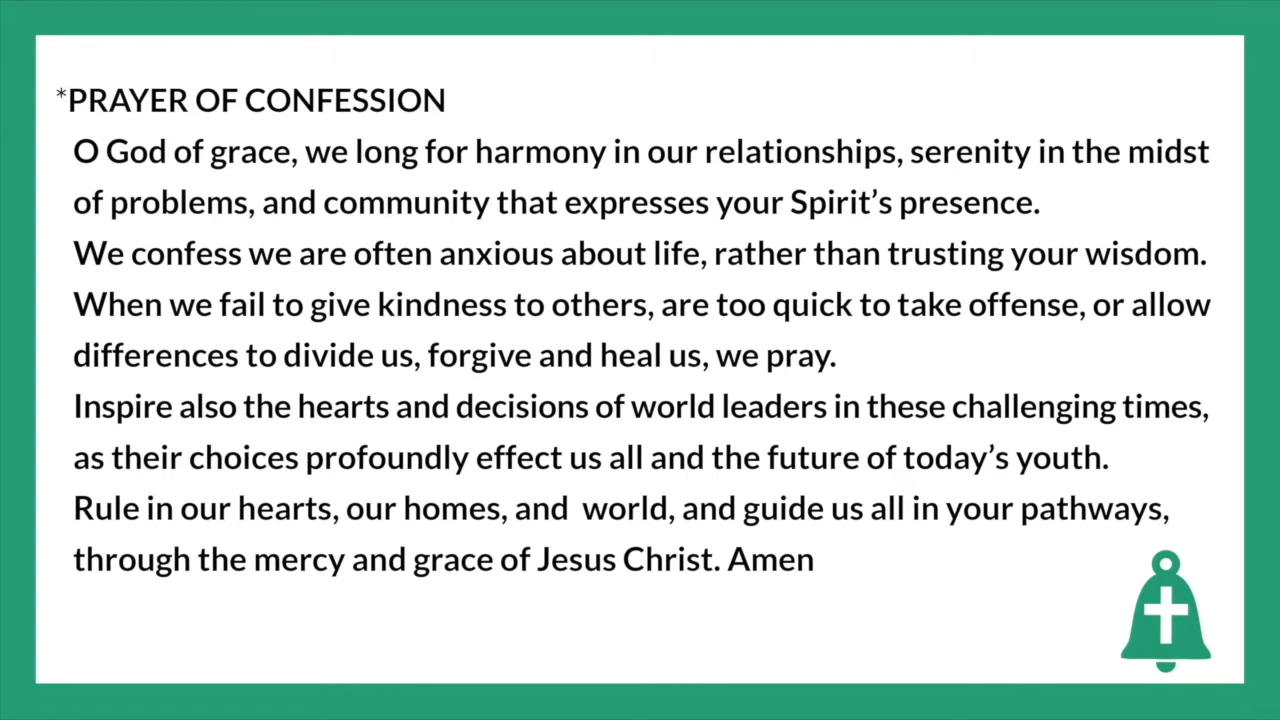 *PRAYER OF CONFESSION
O God of grace, we long for harmony in our relationships, serenity in the midst
of problems, and community that expresses your Spirit’s presence.
We confess we are often anxious about life, rather than trusting your wisdom.
When we fail to give kindness to others, are too quick to take offense, or allow
differences to divide us, forgive and heal us, we pray.
Inspire also the hearts and decisions of world leaders in these challenging times,
as their choices profoundly effect us all and the future of today’s youth.
Rule in our hearts, our homes, and  world, and guide us all in your pathways,
through the mercy and grace of Jesus Christ. Amen